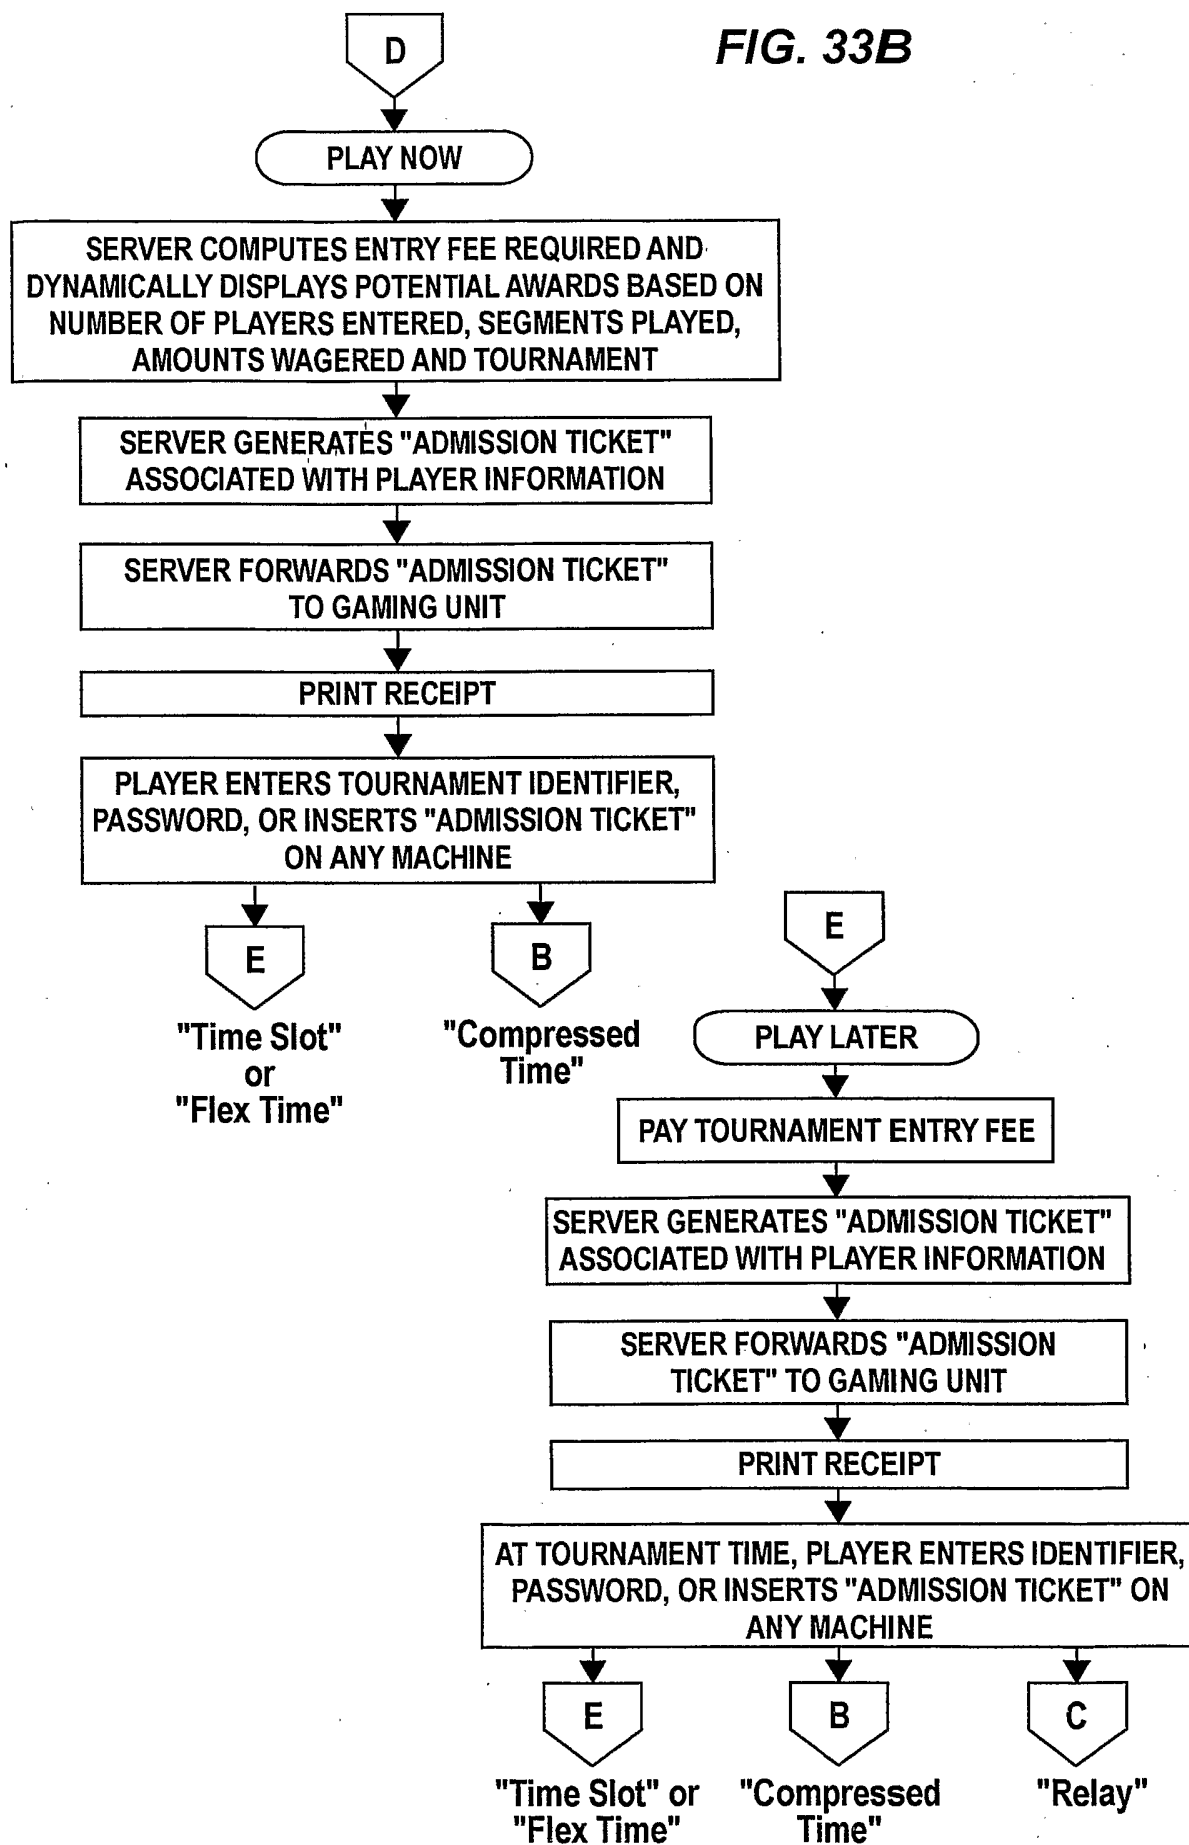 FIG. 33B
D
PLAY NOW
SERVER COMPUTES ENTRY FEE REQUIRED AND
DYNAMICALLY DISPLAYS POTENTIAL AWARDS BASED ON
NUMBER OF PLAYERS ENTERED, SEGMENTS PLAYED,
AMOUNTS WAGERED AND TOURNAMENT
SERVER GENERATES "ADMISSION TICKET"
ASSOCIATED WITH PLAYER INFORMATION
SERVER FORWARDS "ADMISSION TICKET"
TO GAMING UNIT
PRINT RECEIPT
PLAYER ENTERS TOURNAMENT IDENTIFIER,
PASSWORD, OR INSERTS "ADMISSION TICKET"
ON ANY MACHINE
E
"Time Slot"
or
"Flex Time"
B
"Compressed
Time"
E
PLAY LATER
PAY TOURNAMENT ENTRY FEE
SERVER GENERATES "ADMISSION TICKET"
ASSOCIATED WITH PLAYER INFORMATION
SERVER FORWARDS "ADMISSION
TICKET" TO GAMING UNIT
PRINT RECEIPT
AT TOURNAMENT TIME, PLAYER ENTERS IDENTIFIER,
PASSWORD, OR INSERTS "ADMISSION TICKET" ON
ANY MACHINE
E
"Time Slot" or
"Flex Time"
B
"Compressed
Time"
C
"Relay"